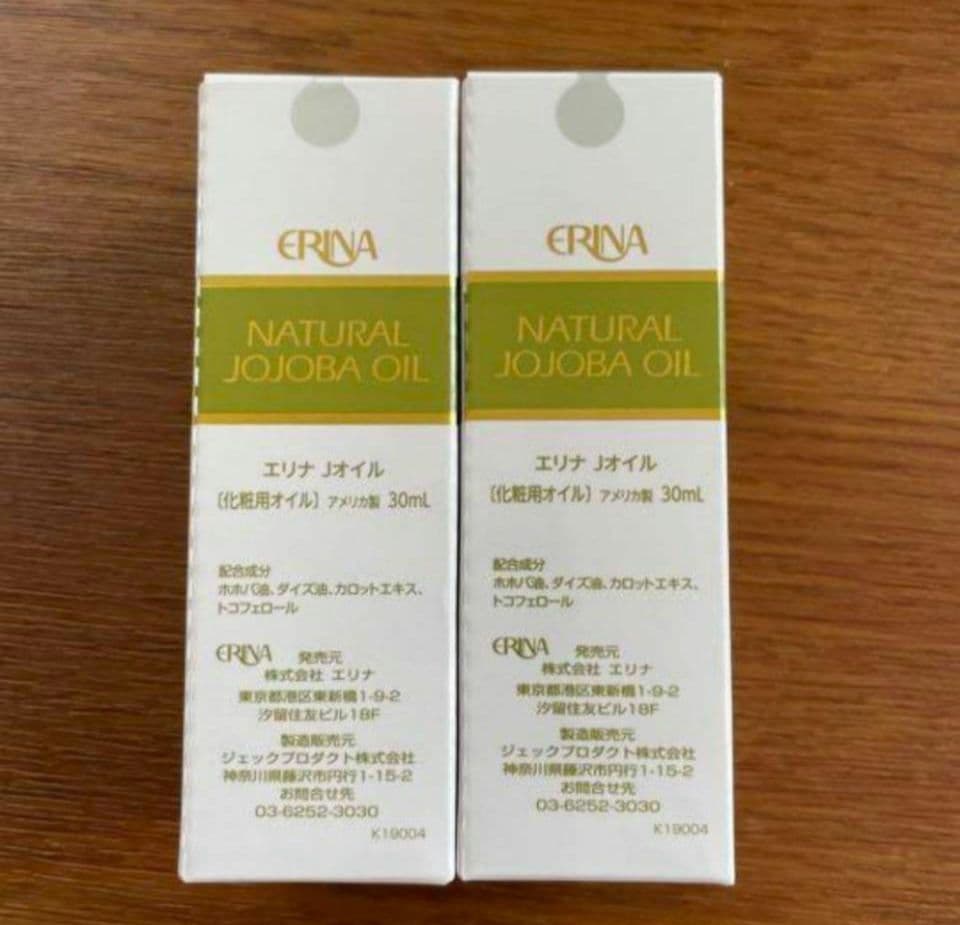 ERINA
NATURAL
JOJOBA OIL
エリナ Jオイル
〔化粧用オイル〕 アメリカ製 30mL
配合成分
ホホバ油、ダイズ油、カロットエキス、
トコフェロール
ERINA 発売元
株式会社 エリナ
東京都港区東新橋1-9-2
汐留住友ビル18F
製造販売元
ジェックプロダクト株式会社
神奈川県藤沢市円行1-15-2
お問合せ先
03-6252-3030
K19004
ERINA
NATURAL
JOJOBA OIL
エリナ Jオイル
〔化粧用オイル〕 アメリカ製 30mL
配合成分
ホホバ油、ダイズ油、カロットエキス、
トコフェロール
ERINA 発売元
株式会社 エリナ
東京都港区東新橋1-9-2
汐留住友ビル18F
製造販売元
ジェックプロダクト株式会社
神奈川県藤沢市円行1-15-2
お問合せ先
03-6252-3030
K19004